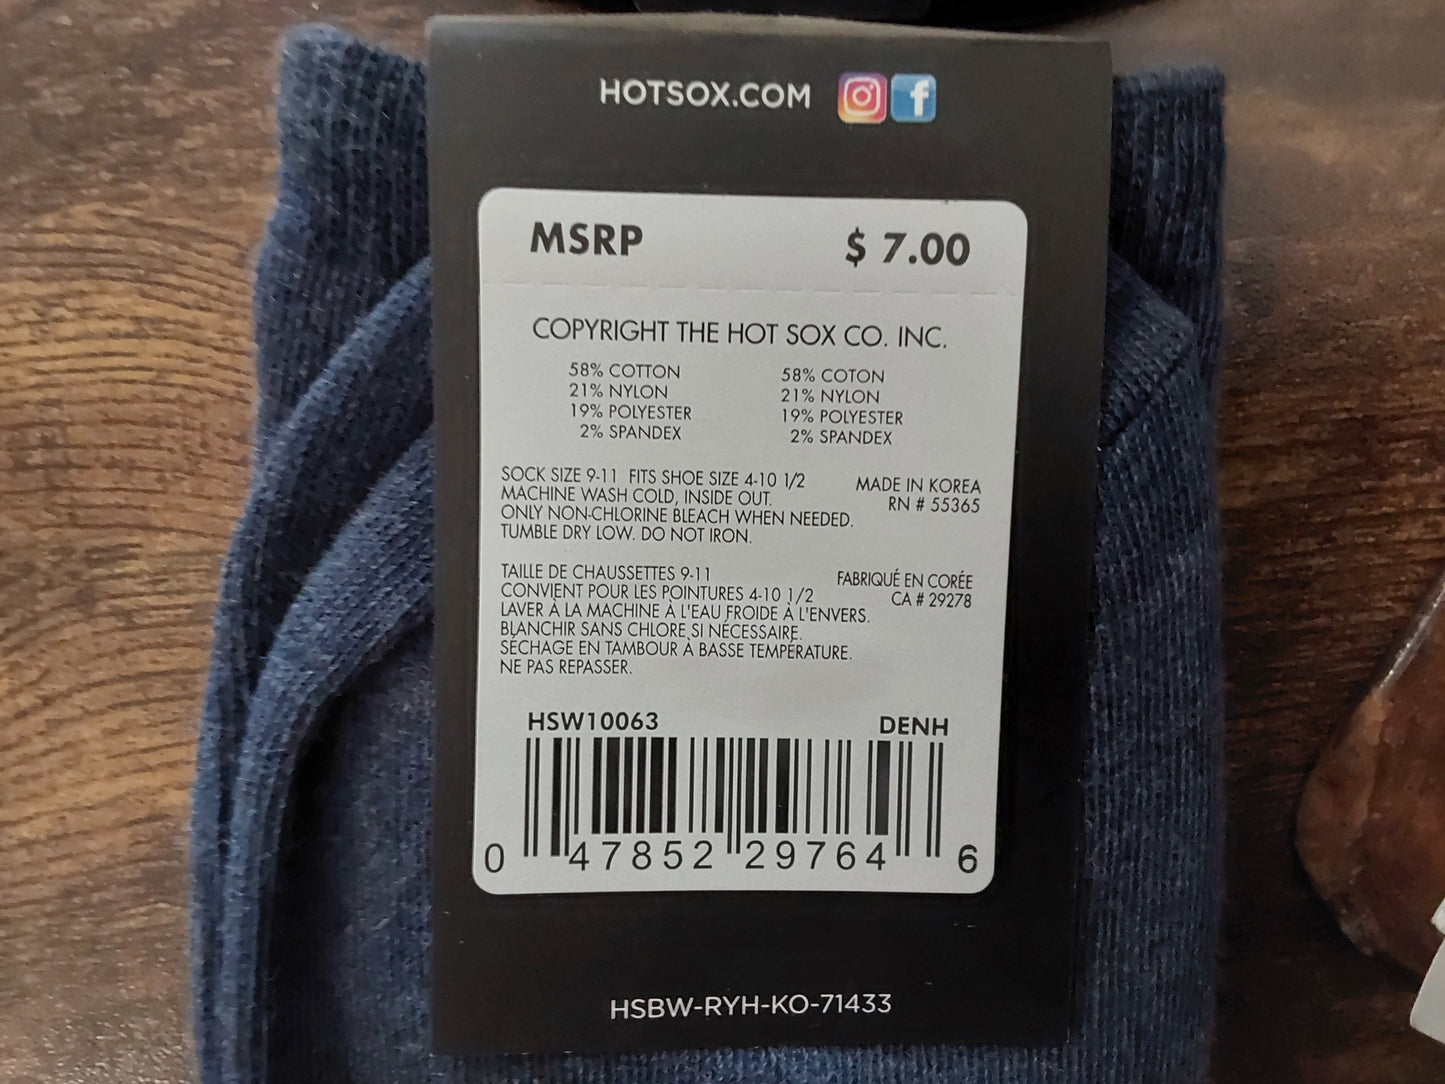 HOTSOX.COM
MSRP $ 7.00
COPYRIGHT THE HOT SOX CO. INC.
58% COTTON
21% NYLON
19% POLYESTER
2% SPANDEX
58% COTON
21% NYLON
19% POLYESTER
2% SPANDEX
SOCK SIZE 9-11 FITS SHOE SIZE 4-10 1/2
MACHINE WASH COLD, INSIDE OUT.
ONLY NON-CHLORINE BLEACH WHEN NEEDED.
TUMBLE DRY LOW. DO NOT IRON.
MADE IN KOREA
RN # 55365
TAILLE DE CHAUSSETTES 9-11
CONVIENT POUR LES POINTURES 4-10 1/2
LAVER À LA MACHINE À L'EAU FROIDE À L'ENVERS.
BLANCHIR SANS CHLORE SI NÉCESSAIRE.
SÉCHAGE EN TAMBOUR À BASSE TEMPÉRATURE.
NE PAS REPASSER.
FABRIQUÉ EN CORÉE
CA # 29278
HSW10063 DENH
0 47852 29764 6
HSBW-RYH-KO-71433